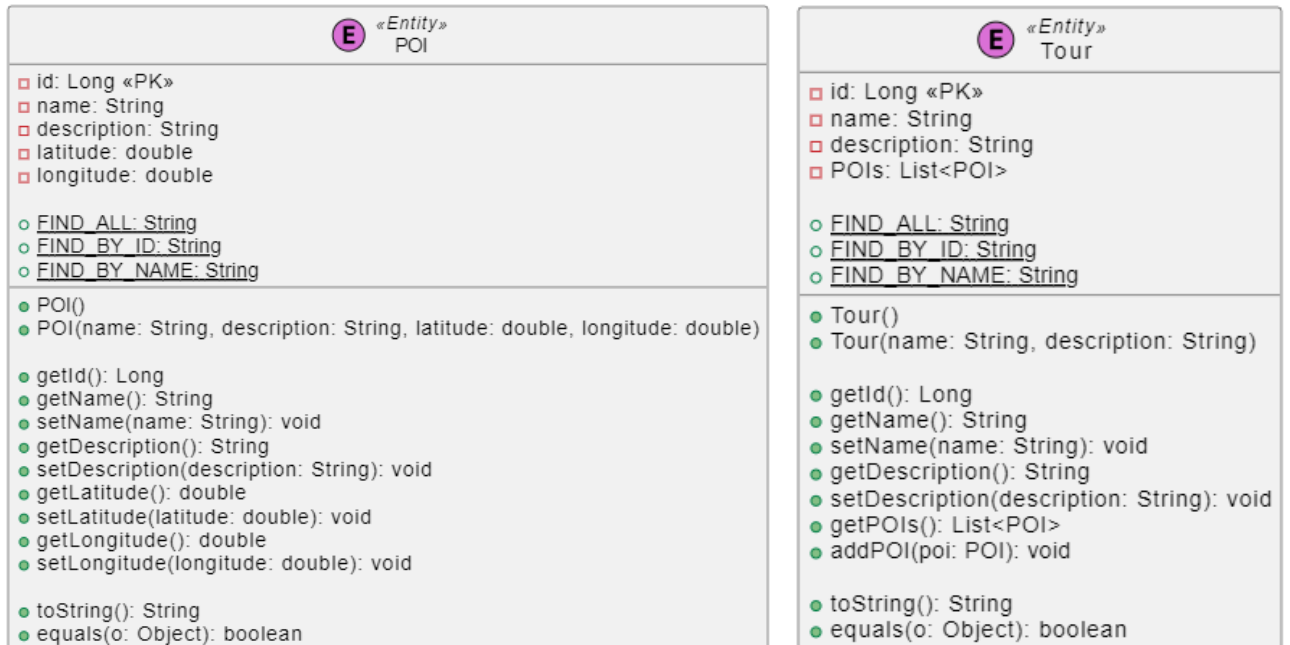 E «Entity»
POI
id: Long «PK»
name: String
description: String
latitude: double
longitude: double
FIND_ALL: String
FIND_BY_ID: String
FIND_BY_NAME: String
POI()
POI(name: String, description: String, latitude: double, longitude: double)
getId(): Long
getName(): String
setName(name: String): void
getDescription(): String
setDescription(description: String): void
getLatitude(): double
setLatitude(latitude: double): void
getLongitude(): double
setLongitude(longitude: double): void
toString(): String
equals(o: Object): boolean
E «Entity»
Tour
id: Long «PK»
name: String
description: String
POIs: List<POI>
FIND_ALL: String
FIND_BY_ID: String
FIND_BY_NAME: String
Tour()
Tour(name: String, description: String)
getId(): Long
getName(): String
setName(name: String): void
getDescription(): String
setDescription(description: String): void
getPOIs(): List<POI>
addPOI(poi: POI): void
toString(): String
equals(o: Object): boolean